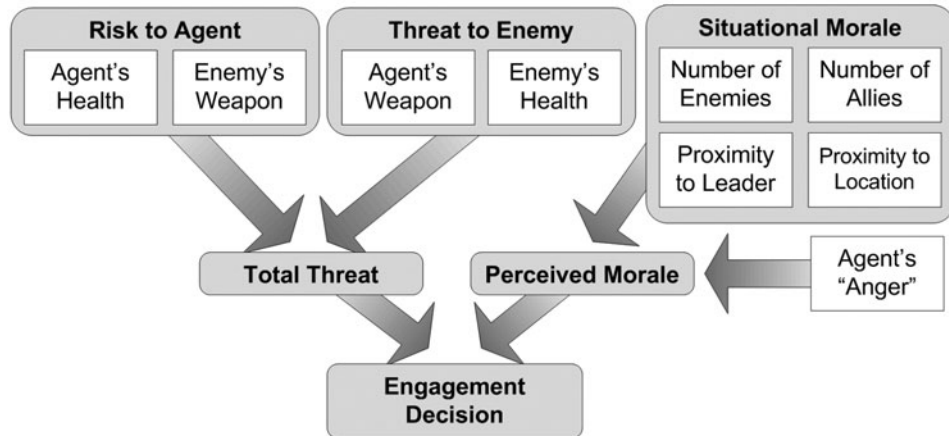 Risk to Agent
Agent's
Health
Enemy's
Weapon
Threat to Enemy
Agent's
Weapon
Enemy's
Health
Situational Morale
Number of
Enemies
Number of
Allies
Proximity
to Leader
Proximity to
Location
Total Threat
Perceived Morale
Agent's
“Anger”
Engagement
Decision